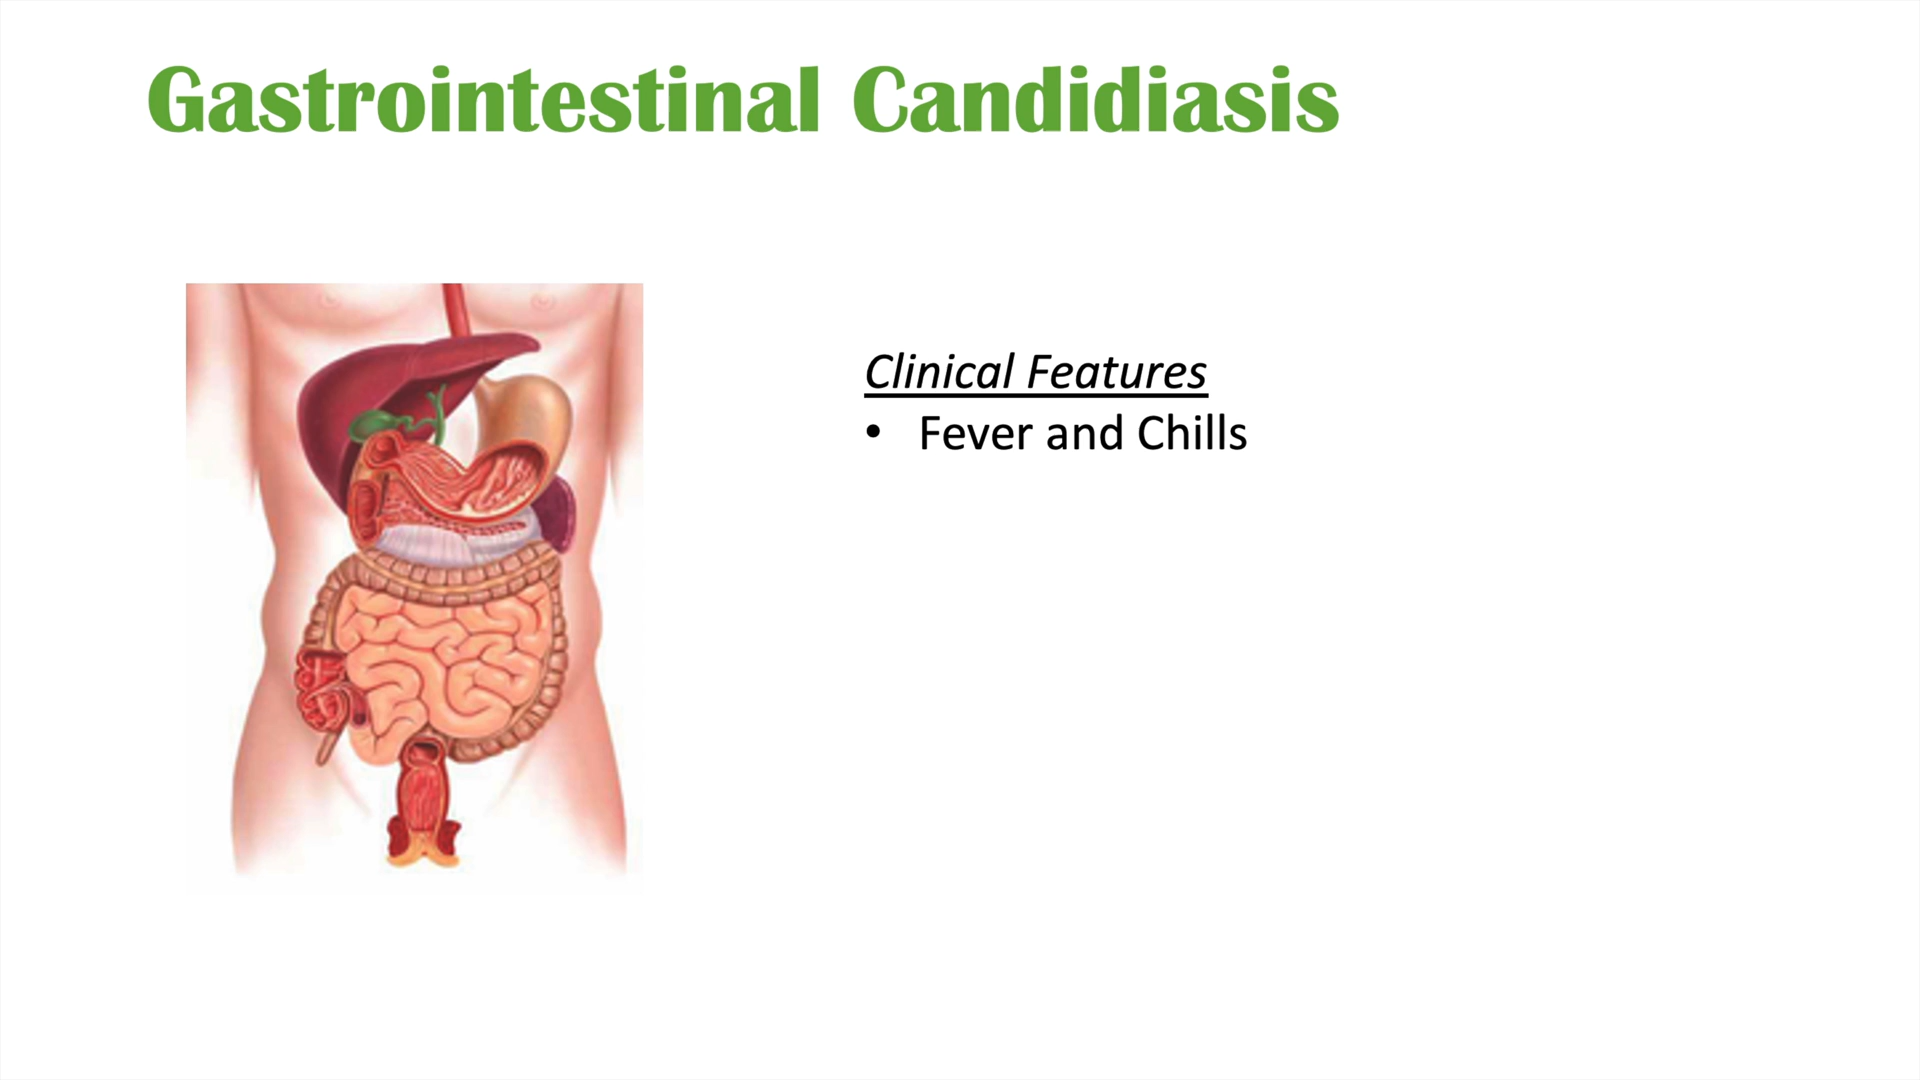 Gastrointestinal Candidiasis
Clinical Features
• Fever and Chills